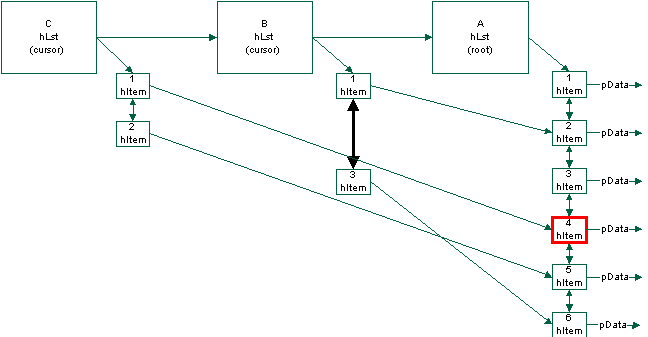 C
hLst
(cursor)
B
hLst
(cursor)
A
hLst
(root)
1
hItem
2
hItem
1
hItem
3
hItem
1
hItem
pData
2
hItem
pData
3
hItem
pData
4
hItem
pData
5
hItem
pData
6
hItem
pData